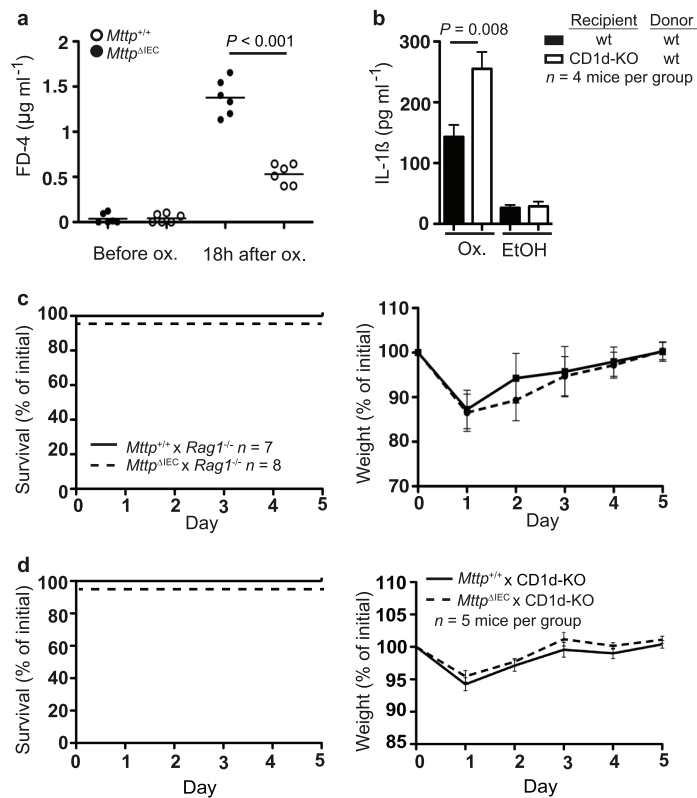 a
Mttp+/+
MttpΔIEC
P < 0.001
FD-4 (µg ml-1)
2
1.5
1
0.5
0
Before ox.
18h after ox.
b
Recipient Donor
wt wt
CD1d-KO wt
n = 4 mice per group
P = 0.008
IL-1ß (pg ml-1)
300
200
100
0
Ox.
EtOH
c
Survival (% of initial)
100
80
60
40
20
0
Mttp+/+ x Rag1-/- n = 7
MttpΔIEC x Rag1-/- n = 8
0 1 2 3 4 5
Day
Weight (% of initial)
110
100
90
80
70
0 1 2 3 4 5
Day
d
Survival (% of initial)
100
80
60
40
20
0
0 1 2 3 4 5
Day
Weight (% of initial)
110
105
100
95
90
85
Mttp+/+ x CD1d-KO
MttpΔIEC x CD1d-KO
n = 5 mice per group
0 1 2 3 4 5
Day